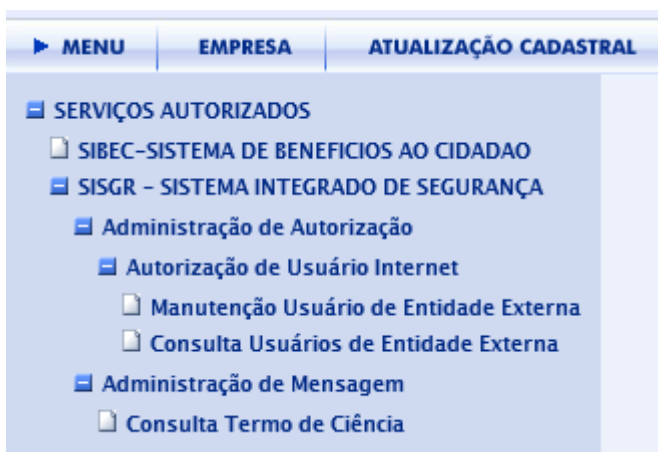 MENU EMPRESA ATUALIZAÇÃO CADASTRAL
SERVIÇOS AUTORIZADOS
SIBEC-SISTEMA DE BENEFICIOS AO CIDADAO
SISGR - SISTEMA INTEGRADO DE SEGURANÇA
Administração de Autorização
Autorização de Usuário Internet
Manutenção Usuário de Entidade Externa
Consulta Usuários de Entidade Externa
Administração de Mensagem
Consulta Termo de Ciência